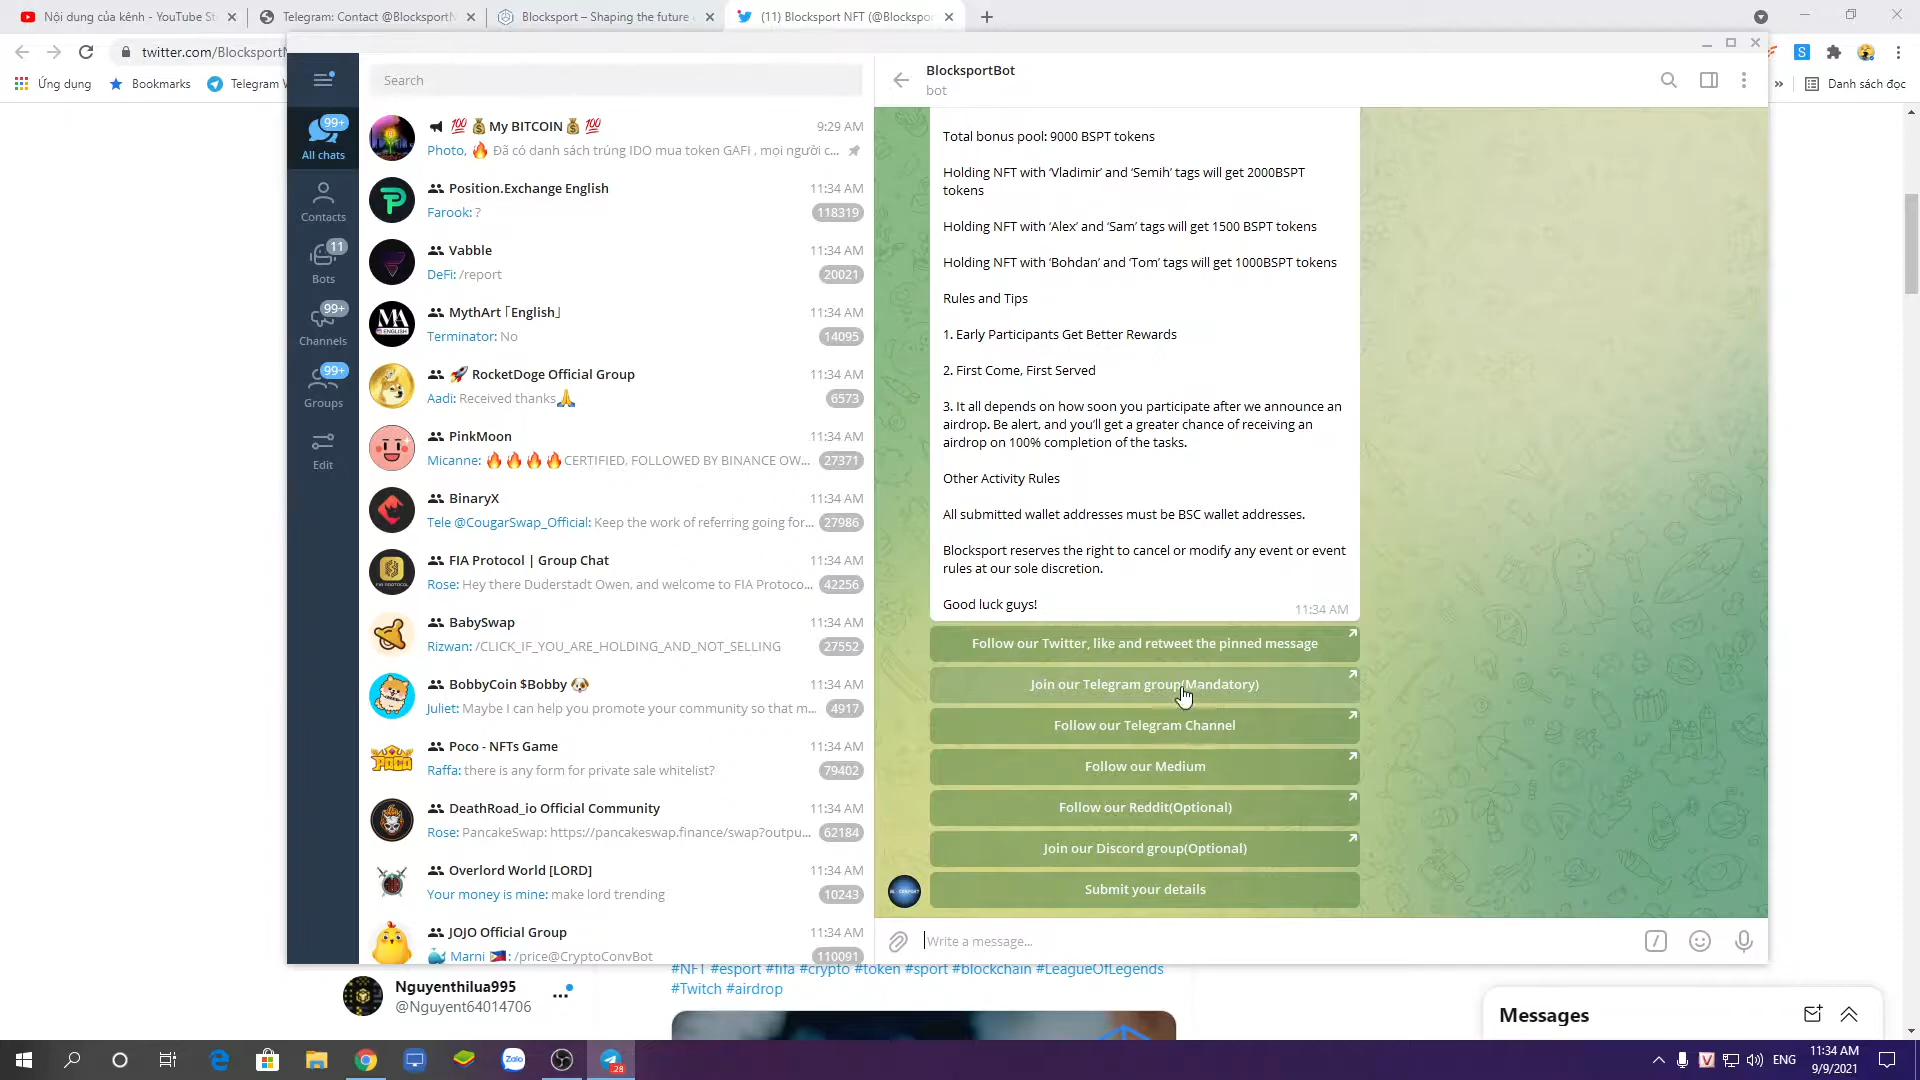 Nội dung của kênh - YouTube St
Telegram: Contact @BlocksportN
Blocksport – Shaping the future
(11) Blocksport NFT (@Blockspor
twitter.com/BlocksportN
Ứng dụng
Bookmarks
Telegram W
Danh sách đọc
Search
BlocksportBot
bot
99+
All chats
Contacts
11
Bots
99+
Channels
99+
Groups
Edit
💯💰My BITCOIN💰💯
9:29 AM
Photo, 🔥 Đã có danh sách trúng IDO mua token GAFI , mọi người c...
Position.Exchange English
11:34 AM
Farook: ?
118319
Vabble
11:34 AM
DeFi: /report
20021
MythArt「English」
11:34 AM
Terminator: No
14095
🚀 RocketDoge Official Group
11:34 AM
Aadi: Received thanks🙏
6573
PinkMoon
11:34 AM
Micanne: 🔥🔥🔥🔥CERTIFIED, FOLLOWED BY BINANCE OW...
27371
BinaryX
11:34 AM
Tele @CougarSwap_Official: Keep the work of referring going for...
27986
FIA Protocol | Group Chat
11:34 AM
Rose: Hey there Duderstadt Owen, and welcome to FIA Protoco...
42256
BabySwap
11:34 AM
Rizwan: /CLICK_IF_YOU_ARE_HOLDING_AND_NOT_SELLING
27552
BobbyCoin $Bobby 🐶
11:34 AM
Juliet: Maybe I can help you promote your community so that m...
4917
Poco - NFTs Game
11:34 AM
Raffa: there is any form for private sale whitelist?
79402
DeathRoad_io Official Community
11:34 AM
Rose: PancakeSwap: https://pancakeswap.finance/swap?outpu...
62184
Overlord World [LORD]
11:34 AM
Your money is mine: make lord trending
10243
JOJO Official Group
11:34 AM
🐳 Marni 🇵🇭: /price@CryptoConvBot
110091
Total bonus pool: 9000 BSPT tokens
Holding NFT with ‘Vladimir’ and ‘Semih’ tags will get 2000BSPT
tokens
Holding NFT with ‘Alex’ and ‘Sam’ tags will get 1500 BSPT tokens
Holding NFT with ‘Bohdan’ and ‘Tom’ tags will get 1000BSPT tokens
Rules and Tips
1. Early Participants Get Better Rewards
2. First Come, First Served
3. It all depends on how soon you participate after we announce an
airdrop. Be alert, and you’ll get a greater chance of receiving an
airdrop on 100% completion of the tasks.
Other Activity Rules
All submitted wallet addresses must be BSC wallet addresses.
Blocksport reserves the right to cancel or modify any event or event
rules at our sole discretion.
Good luck guys!
11:34 AM
Follow our Twitter, like and retweet the pinned message
Join our Telegram group(Mandatory)
Follow our Telegram Channel
Follow our Medium
Follow our Reddit(Optional)
Join our Discord group(Optional)
Submit your details
Write a message...
Nguyenthilua995
@Nguyent64014706
#NFT #esport #fifa #crypto #token #sport #blockchain #LeagueOfLegends
#Twitch #airdrop
Messages
Zalo
28
ENG
11:34 AM
9/9/2021